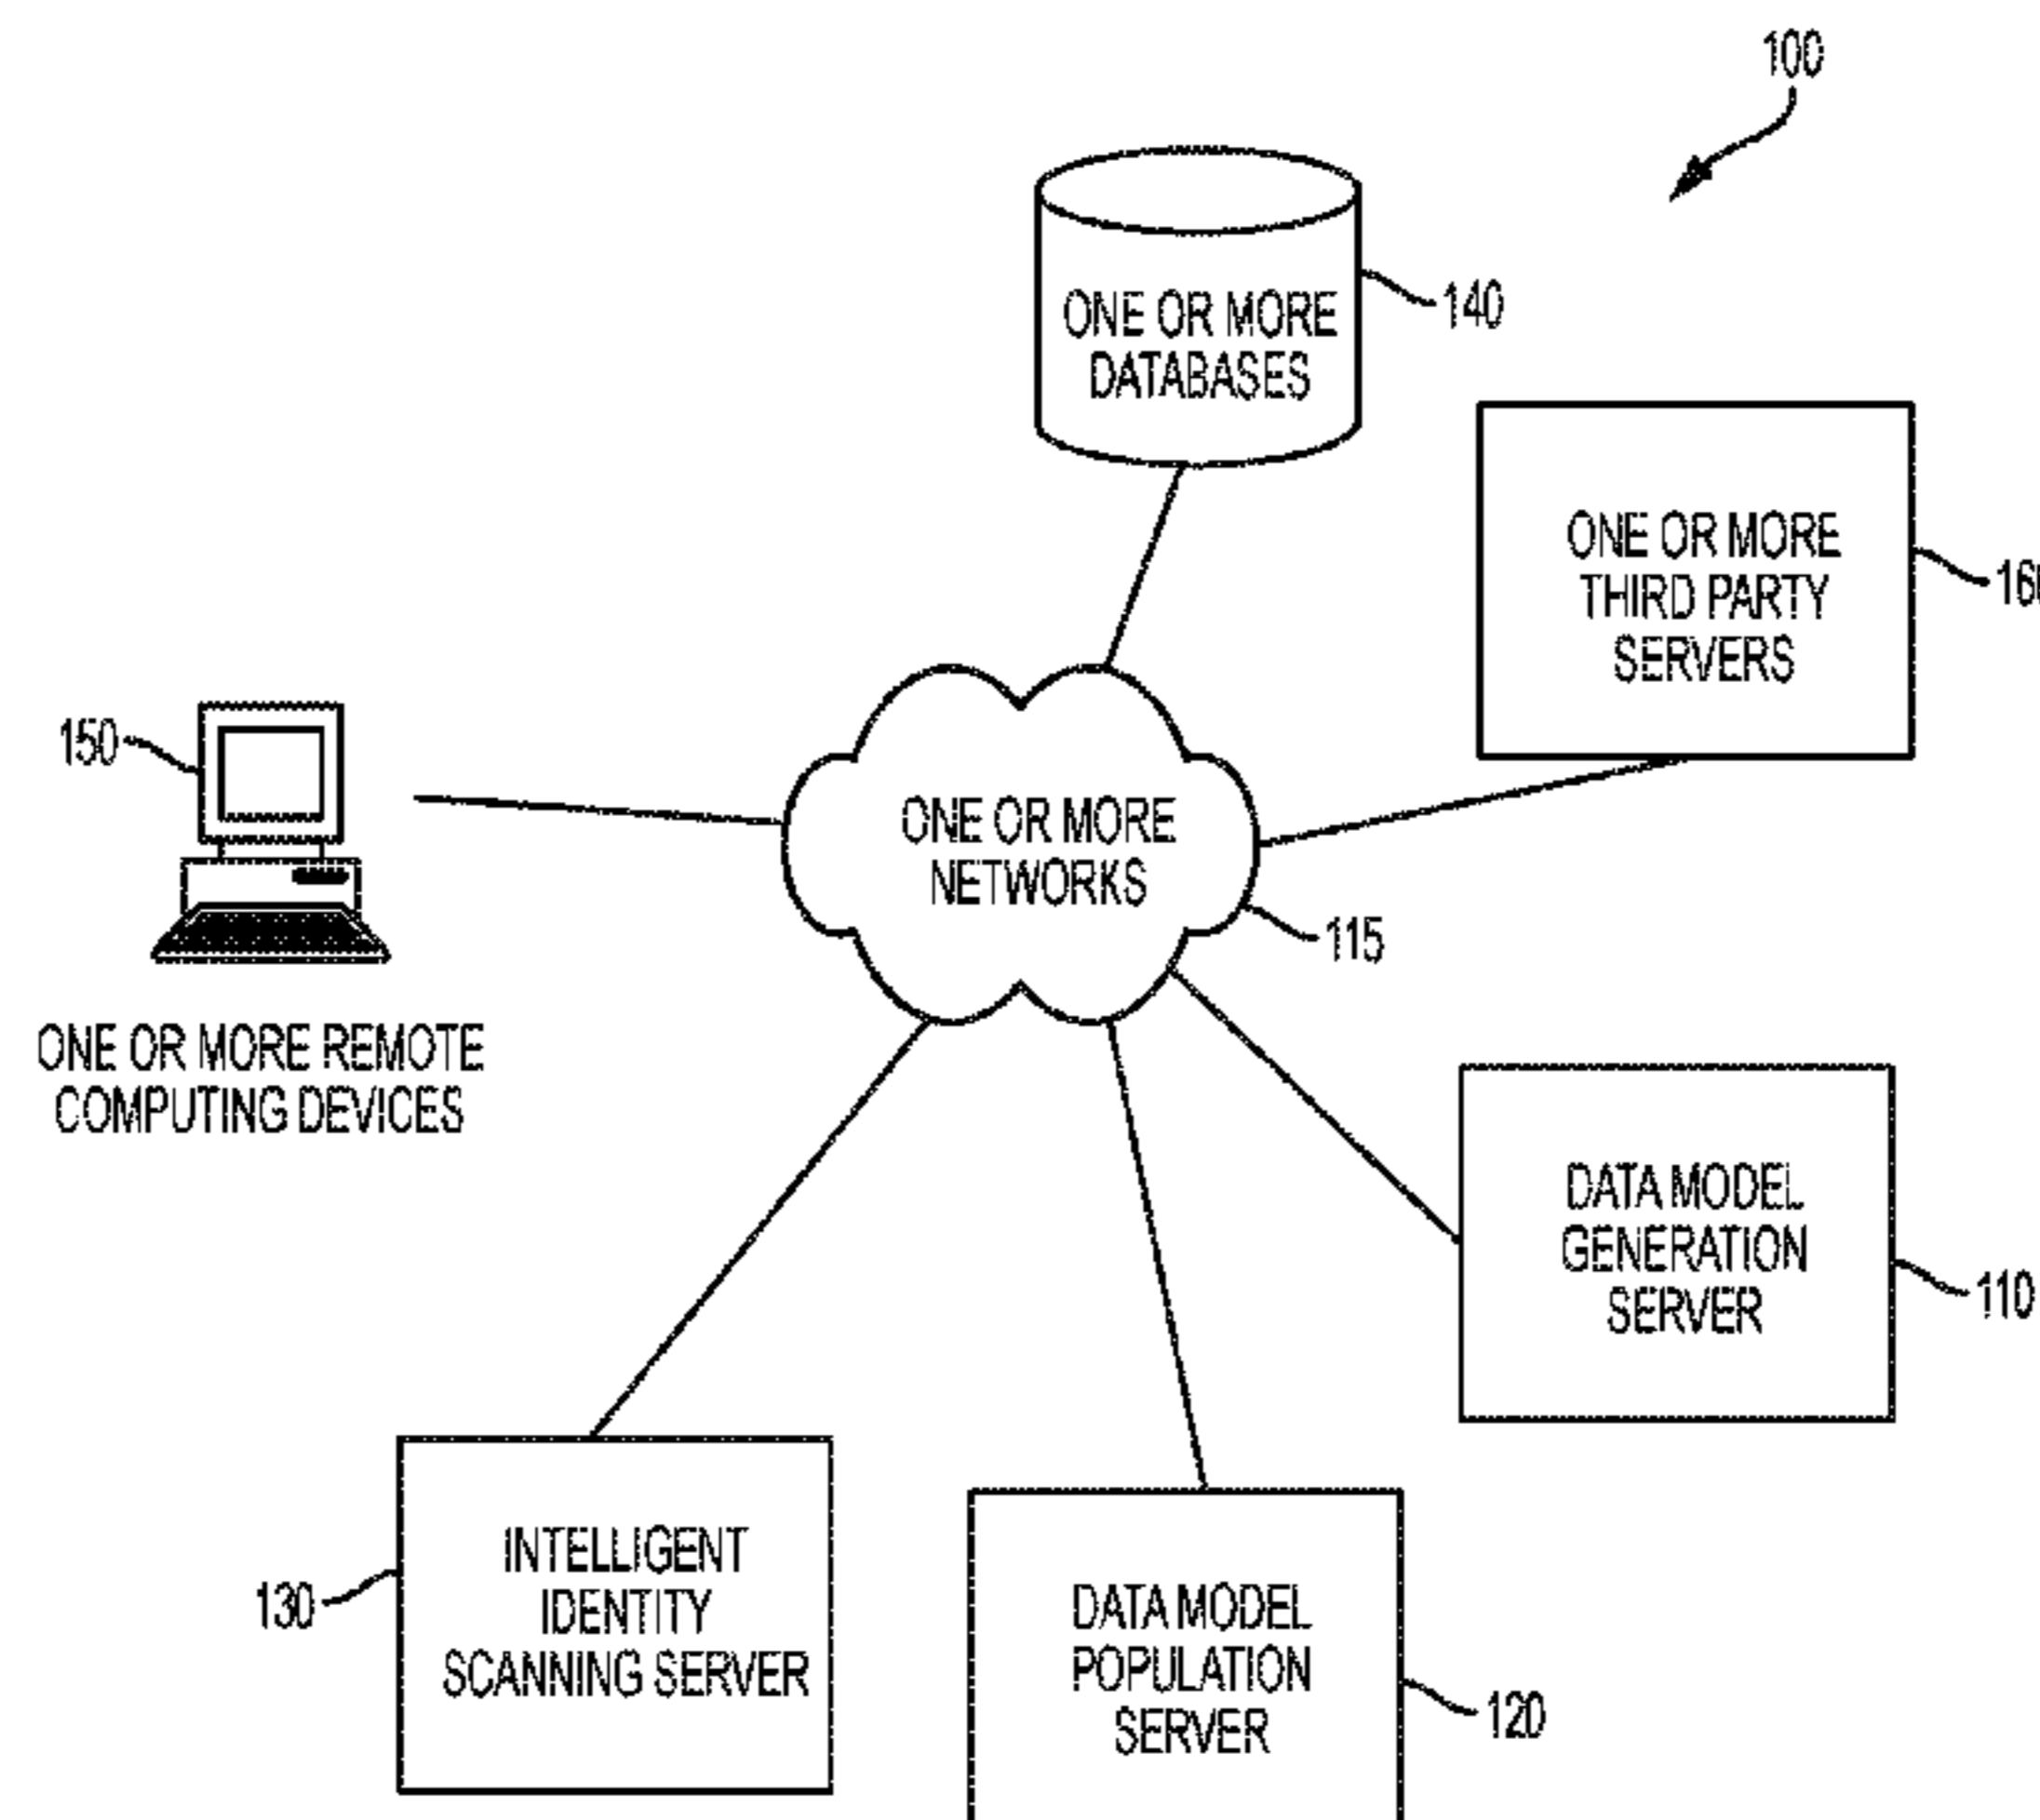 100
ONE OR MORE
DATABASES
140
ONE OR MORE
THIRD PARTY
SERVERS
150
ONE OR MORE
NETWORKS
115
ONE OR MORE REMOTE
COMPUTING DEVICES
DATA MODEL
GENERATION
SERVER
110
INTELLIGENT
IDENTITY
SCANNING SERVER
130
DATA MODEL
POPULATION
SERVER
120